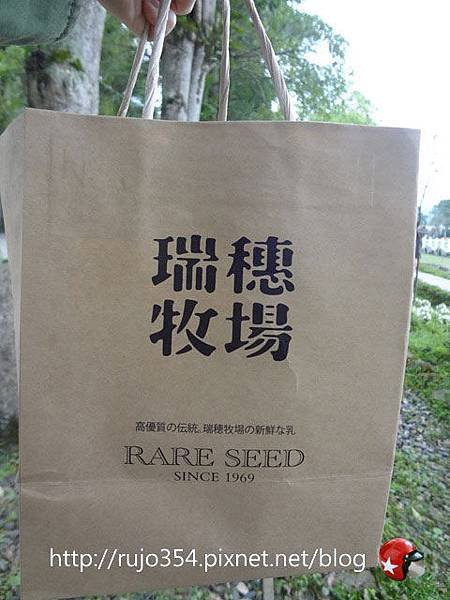 瑞穗
牧場
高優質の伝統。瑞穂牧場の新鮮な乳
RARE SEED
SINCE 1969
http://rujo354.pixnet.net/blog